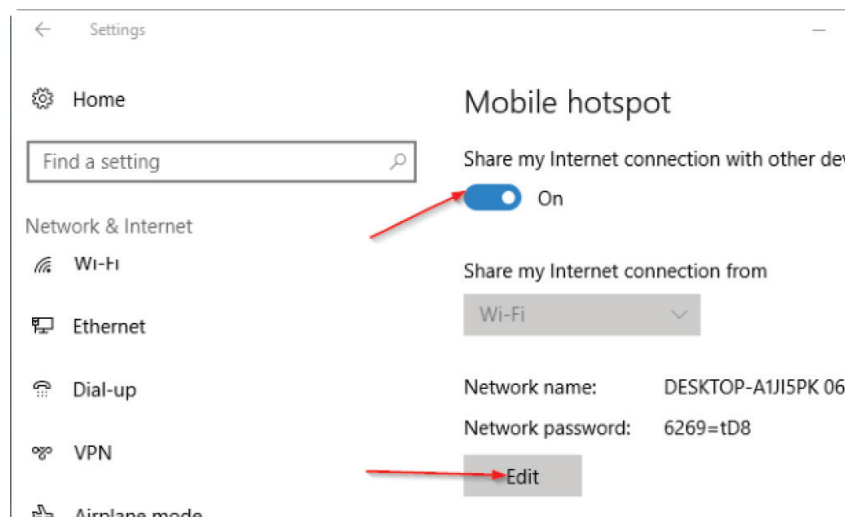 Settings
Home
Find a setting
Network & Internet
Wi-Fi
Ethernet
Dial-up
VPN
Airplane mode
Mobile hotspot
Share my Internet connection with other dev
On
Share my Internet connection from
Wi-Fi
Network name: DESKTOP-A1JI5PK 06
Network password: 6269=tD8
Edit